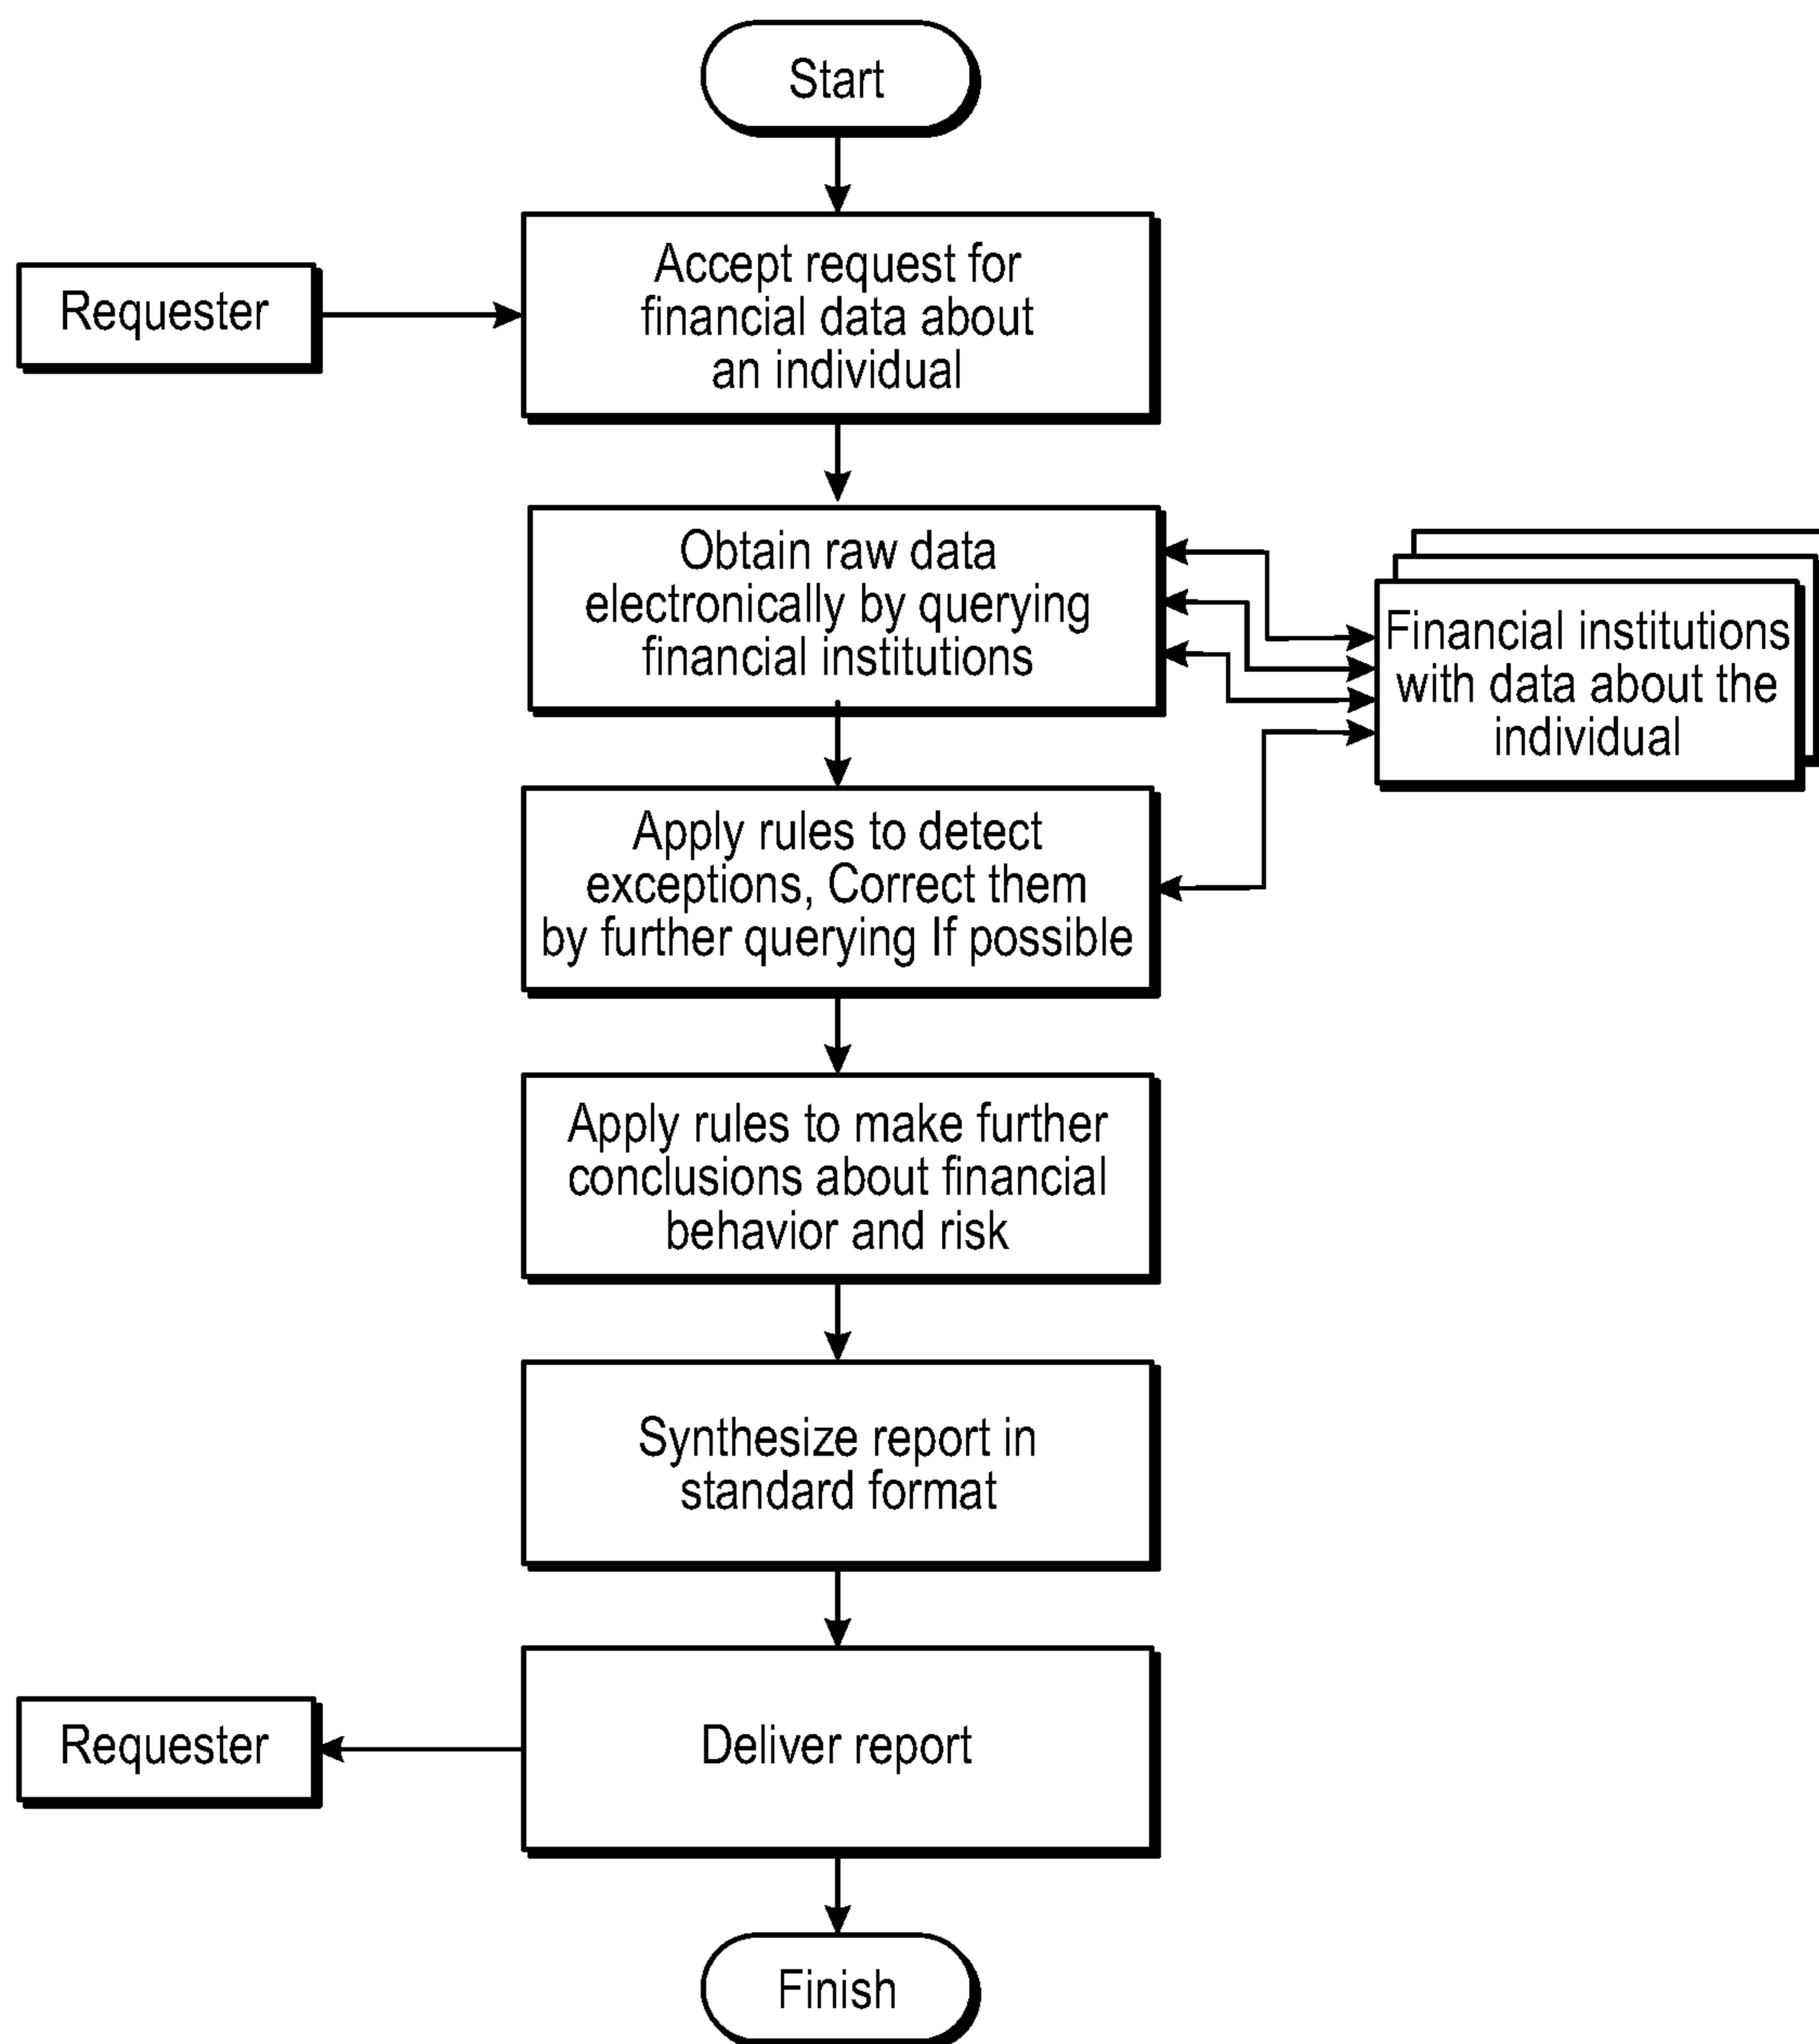 Start
Requester
Accept request for
financial data about
an individual
Obtain raw data
electronically by querying
financial institutions
Financial institutions
with data about the
individual
Apply rules to detect
exceptions, Correct them
by further querying If possible
Apply rules to make further
conclusions about financial
behavior and risk
Synthesize report in
standard format
Requester
Deliver report
Finish